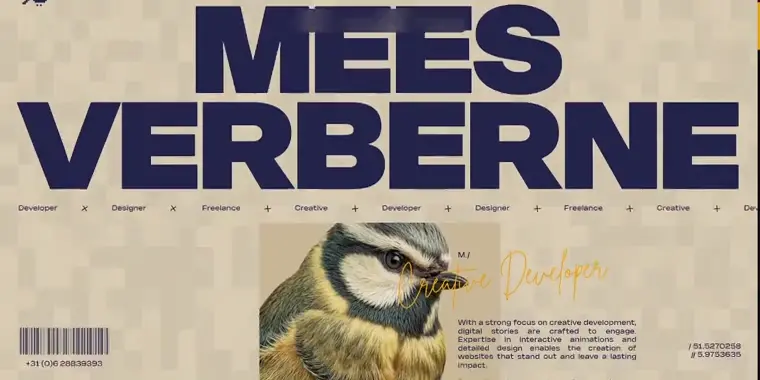 MEES
VERBERNE
Developer × Designer × Freelance + Creative + Developer + Designer + Freelance + Creative + Dev
M/
Creative Developer
With a strong focus on creative development,
digital stories are crafted to engage.
Expertise in interactive animations and
detailed design enables the creation of
websites that stand out and leave a lasting
impact.
+31 (0)6 28839393
/ 51.5270258
// 5.9753635